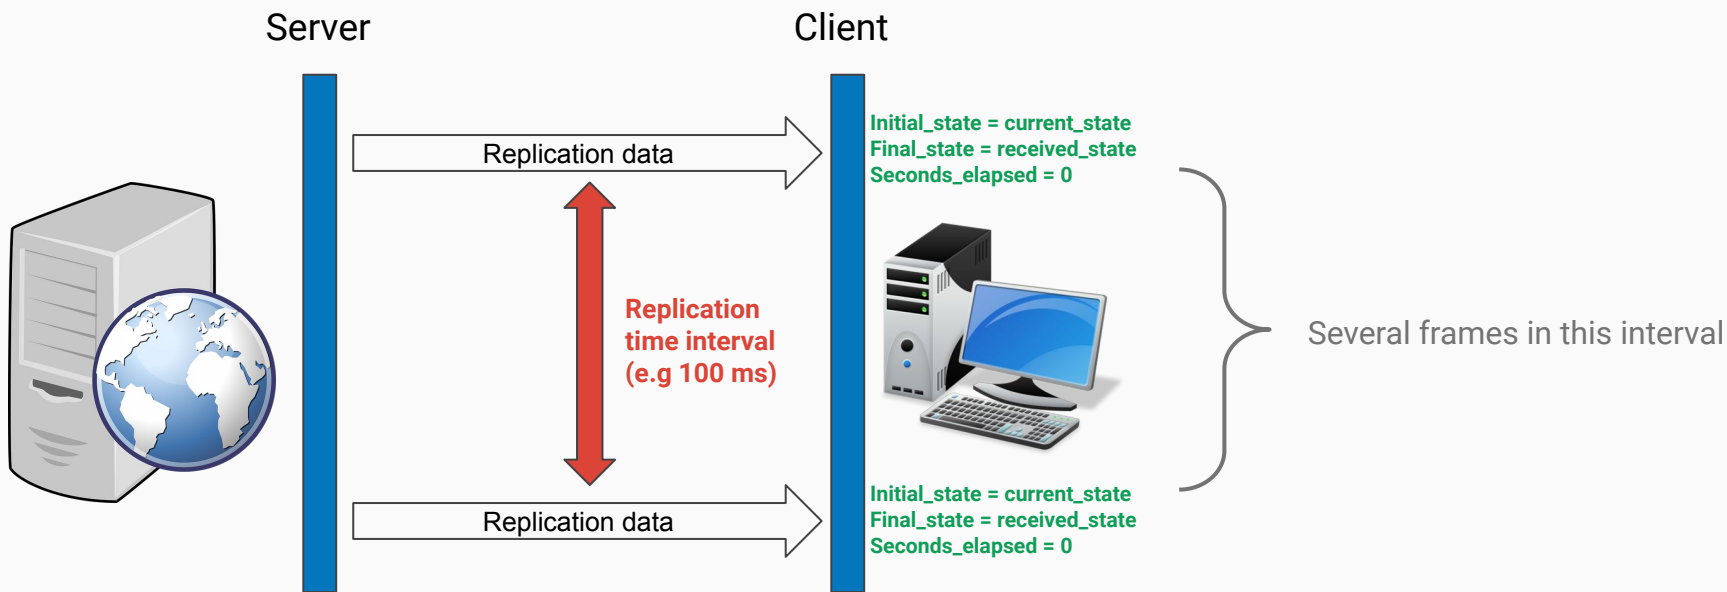 Server
Client
Replication data
Initial_state = current_state
Final_state = received_state
Seconds_elapsed = 0
Replication
time interval
(e.g 100 ms)
Several frames in this interval
Replication data
Initial_state = current_state
Final_state = received_state
Seconds_elapsed = 0